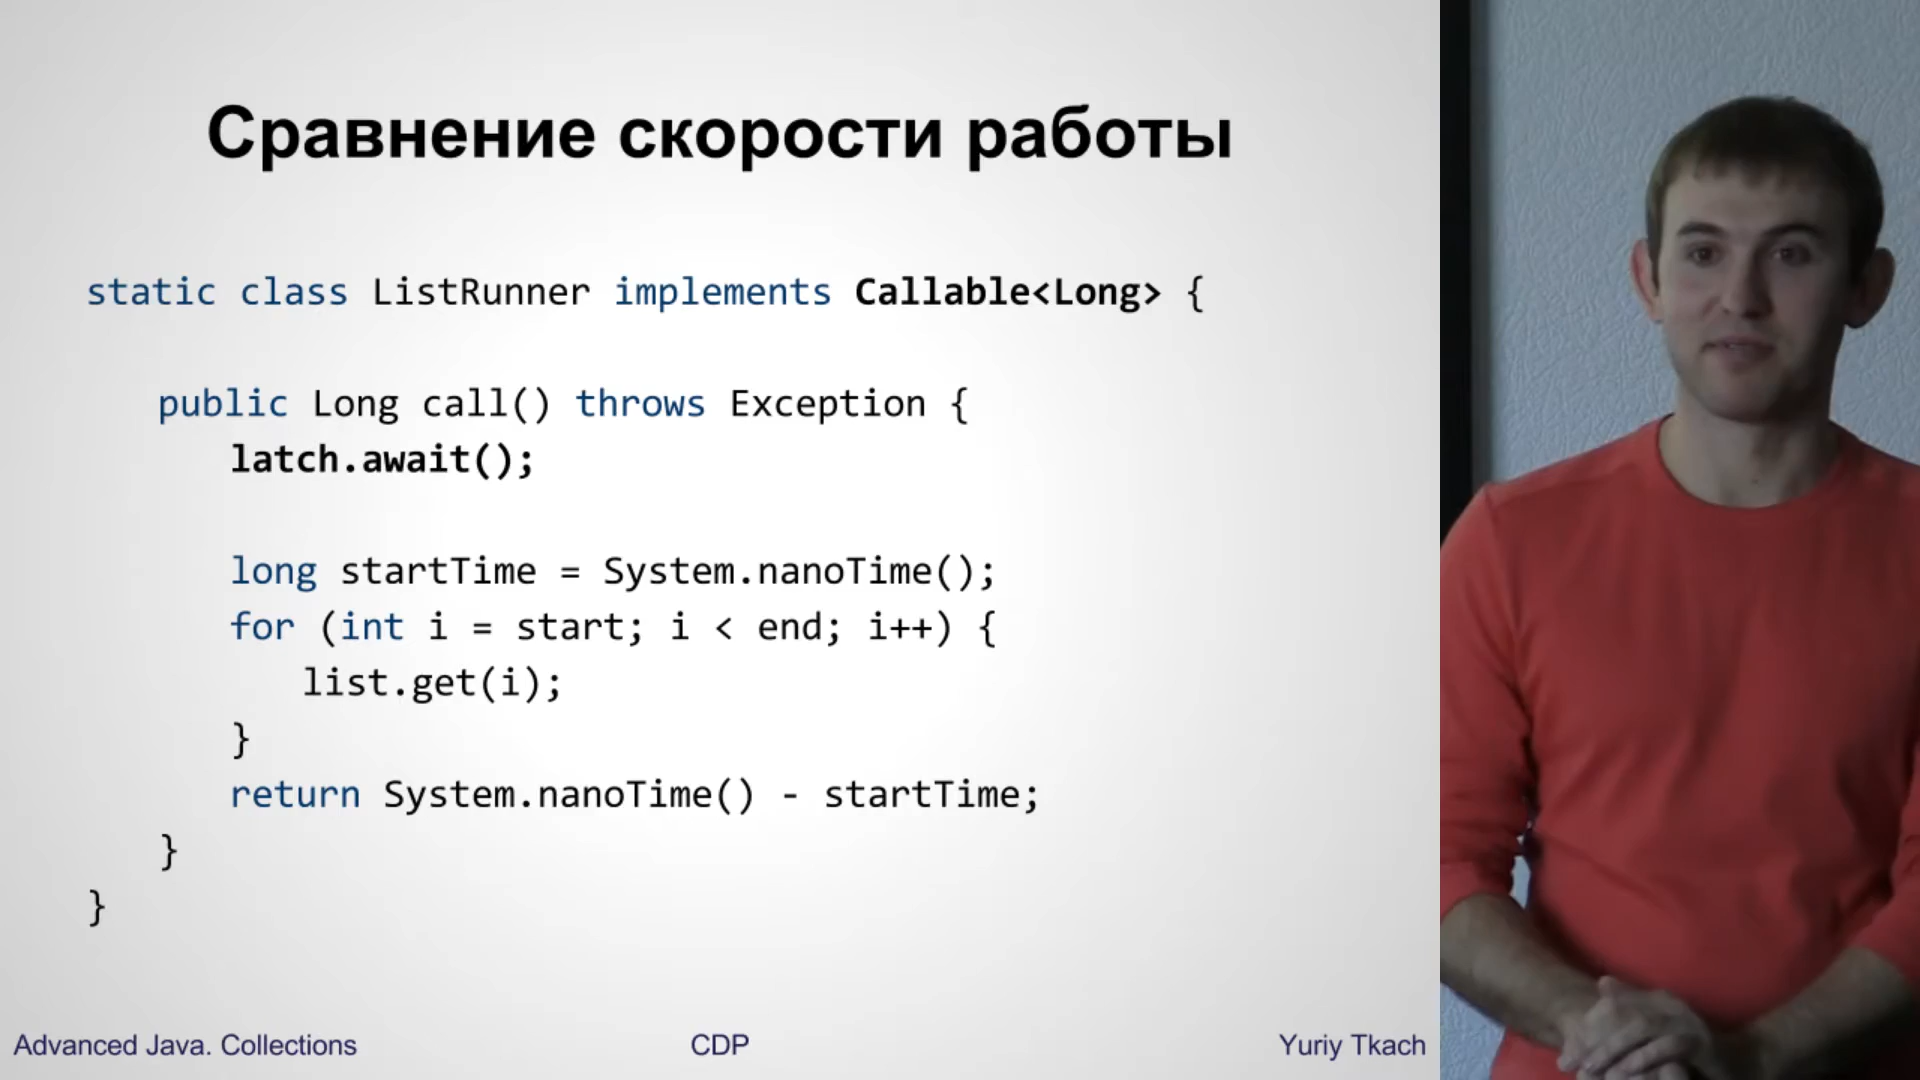 Сравнение скорости работы
static class ListRunner implements Callable<Long> {
public Long call() throws Exception {
latch.await();
long startTime = System.nanoTime();
for (int i = start; i < end; i++) {
list.get(i);
}
return System.nanoTime() - startTime;
}
}
Advanced Java. Collections
CDP
Yuriy Tkach